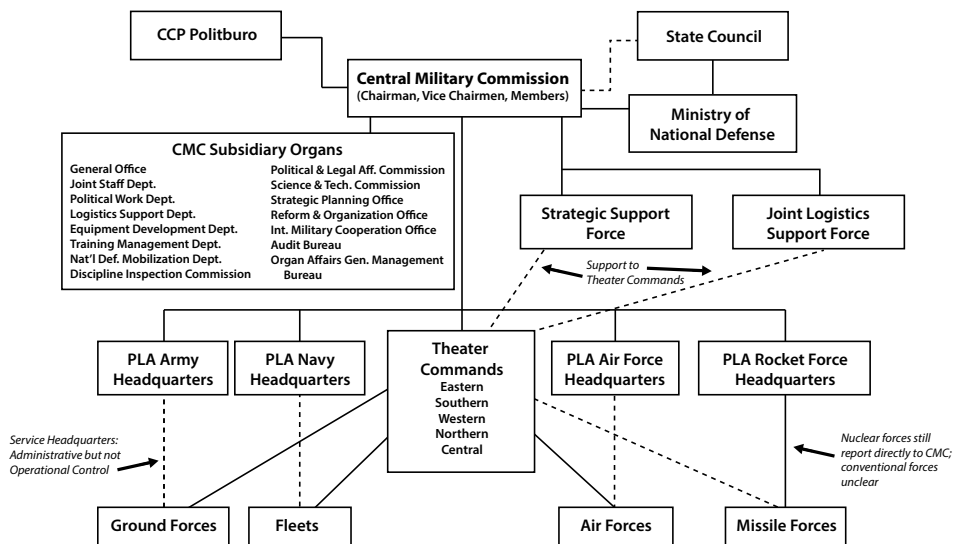 CCP Politburo
State Council
Central Military Commission
(Chairman, Vice Chairmen, Members)
Ministry of
National Defense
CMC Subsidiary Organs
General Office
Joint Staff Dept.
Political Work Dept.
Logistics Support Dept.
Equipment Development Dept.
Training Management Dept.
Nat'l Def. Mobilization Dept.
Discipline Inspection Commission
Political & Legal Aff. Commission
Science & Tech. Commission
Strategic Planning Office
Reform & Organization Office
Int. Military Cooperation Office
Audit Bureau
Organ Affairs Gen. Management
Bureau
Strategic Support
Force
Joint Logistics
Support Force
Support to
Theater Commands
PLA Army
Headquarters
PLA Navy
Headquarters
Theater
Commands
Eastern
Southern
Western
Northern
Central
PLA Air Force
Headquarters
PLA Rocket Force
Headquarters
Service Headquarters:
Administrative but not
Operational Control
Nuclear forces still
report directly to CMC;
conventional forces
unclear
Ground Forces
Fleets
Air Forces
Missile Forces